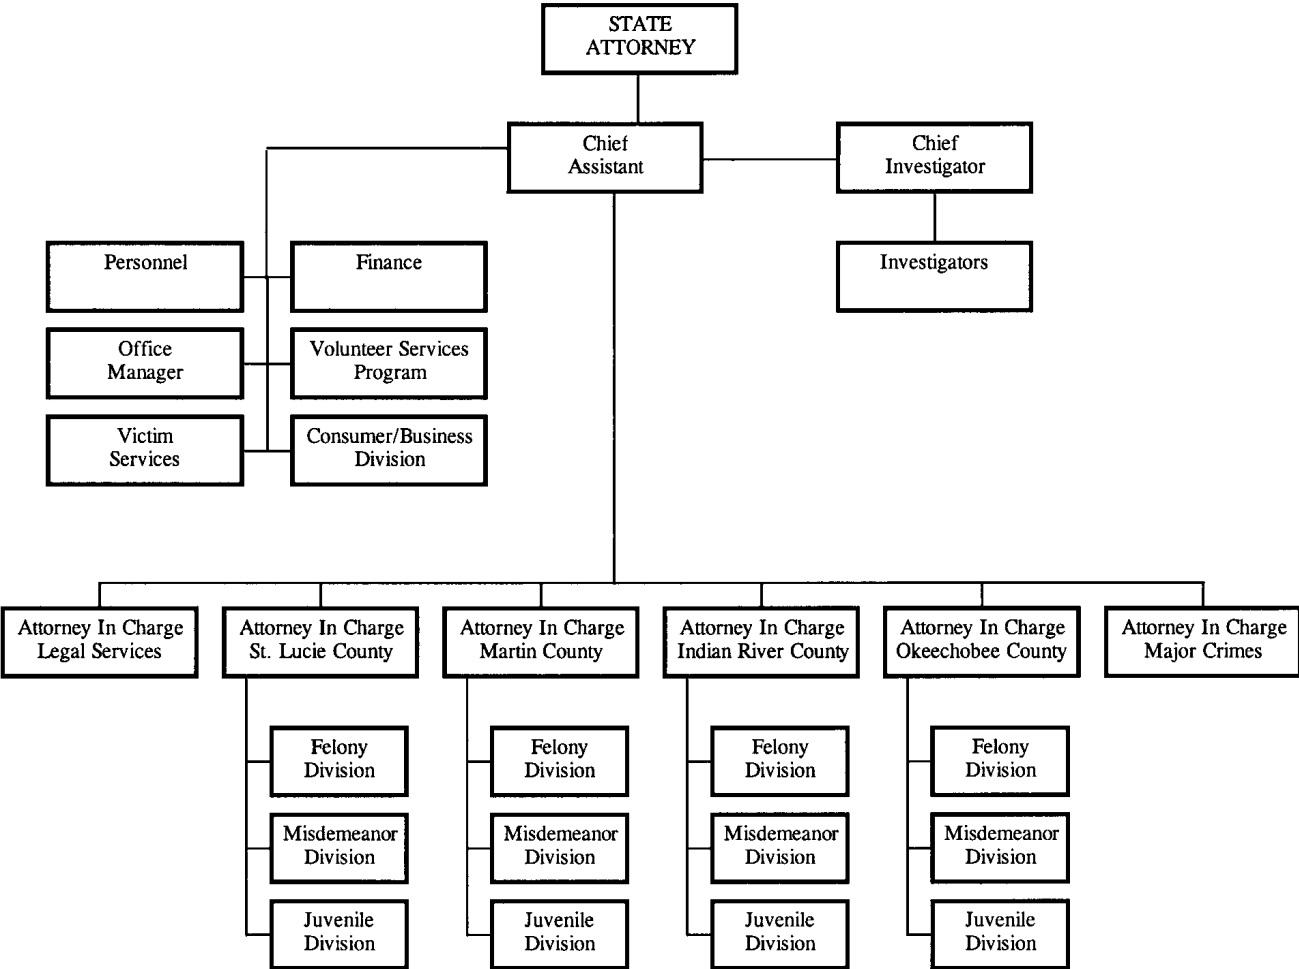 STATE
ATTORNEY
Chief
Assistant
Chief
Investigator
Personnel
Finance
Investigators
Office
Manager
Volunteer Services
Program
Victim
Services
Consumer/Business
Division
Attorney In Charge
Legal Services
Attorney In Charge
St. Lucie County
Attorney In Charge
Martin County
Attorney In Charge
Indian River County
Attorney In Charge
Okeechobee County
Attorney In Charge
Major Crimes
Felony
Division
Felony
Division
Felony
Division
Felony
Division
Misdemeanor
Division
Misdemeanor
Division
Misdemeanor
Division
Misdemeanor
Division
Juvenile
Division
Juvenile
Division
Juvenile
Division
Juvenile
Division